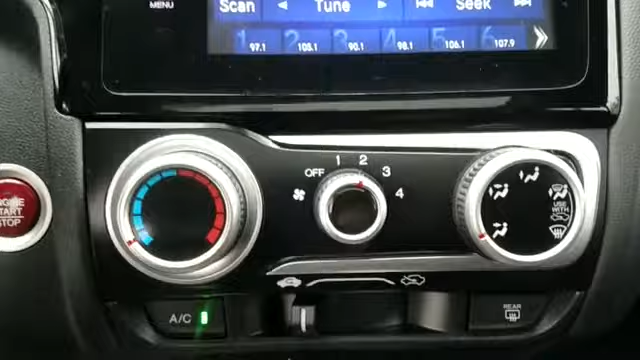 MENU
Scan Tune Seek
1 97.1 2 103.1 3 90.1 4 98.1 5 106.1 6 107.9
OFF 1 2 3 4
ENGINE
START
STOP
USE
WITH
A/C
REAR